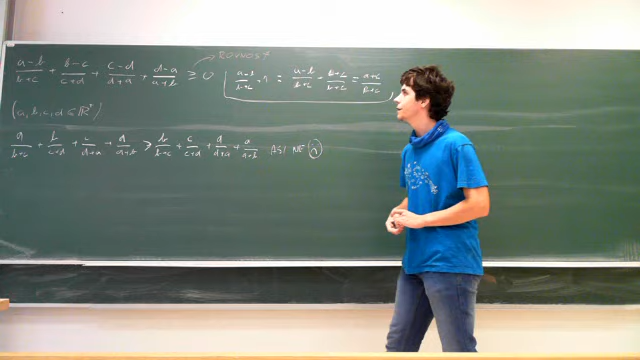 ROVNOST
(a-b)/(b+c) + (b-c)/(c+d) + (c-d)/(d+a) + (d-a)/(a+b) ≥ 0
(a-b)/(b+c) + 1 = (a-b)/(b+c) + (b+c)/(b+c) = (a+c)/(b+c)
(a, b, c, d ∈ ℝ⁺)
a/(b+c) + b/(c+d) + c/(d+a) + d/(a+b) ≥ b/(b+c) + c/(c+d) + d/(d+a) + a/(a+b) ASI NE